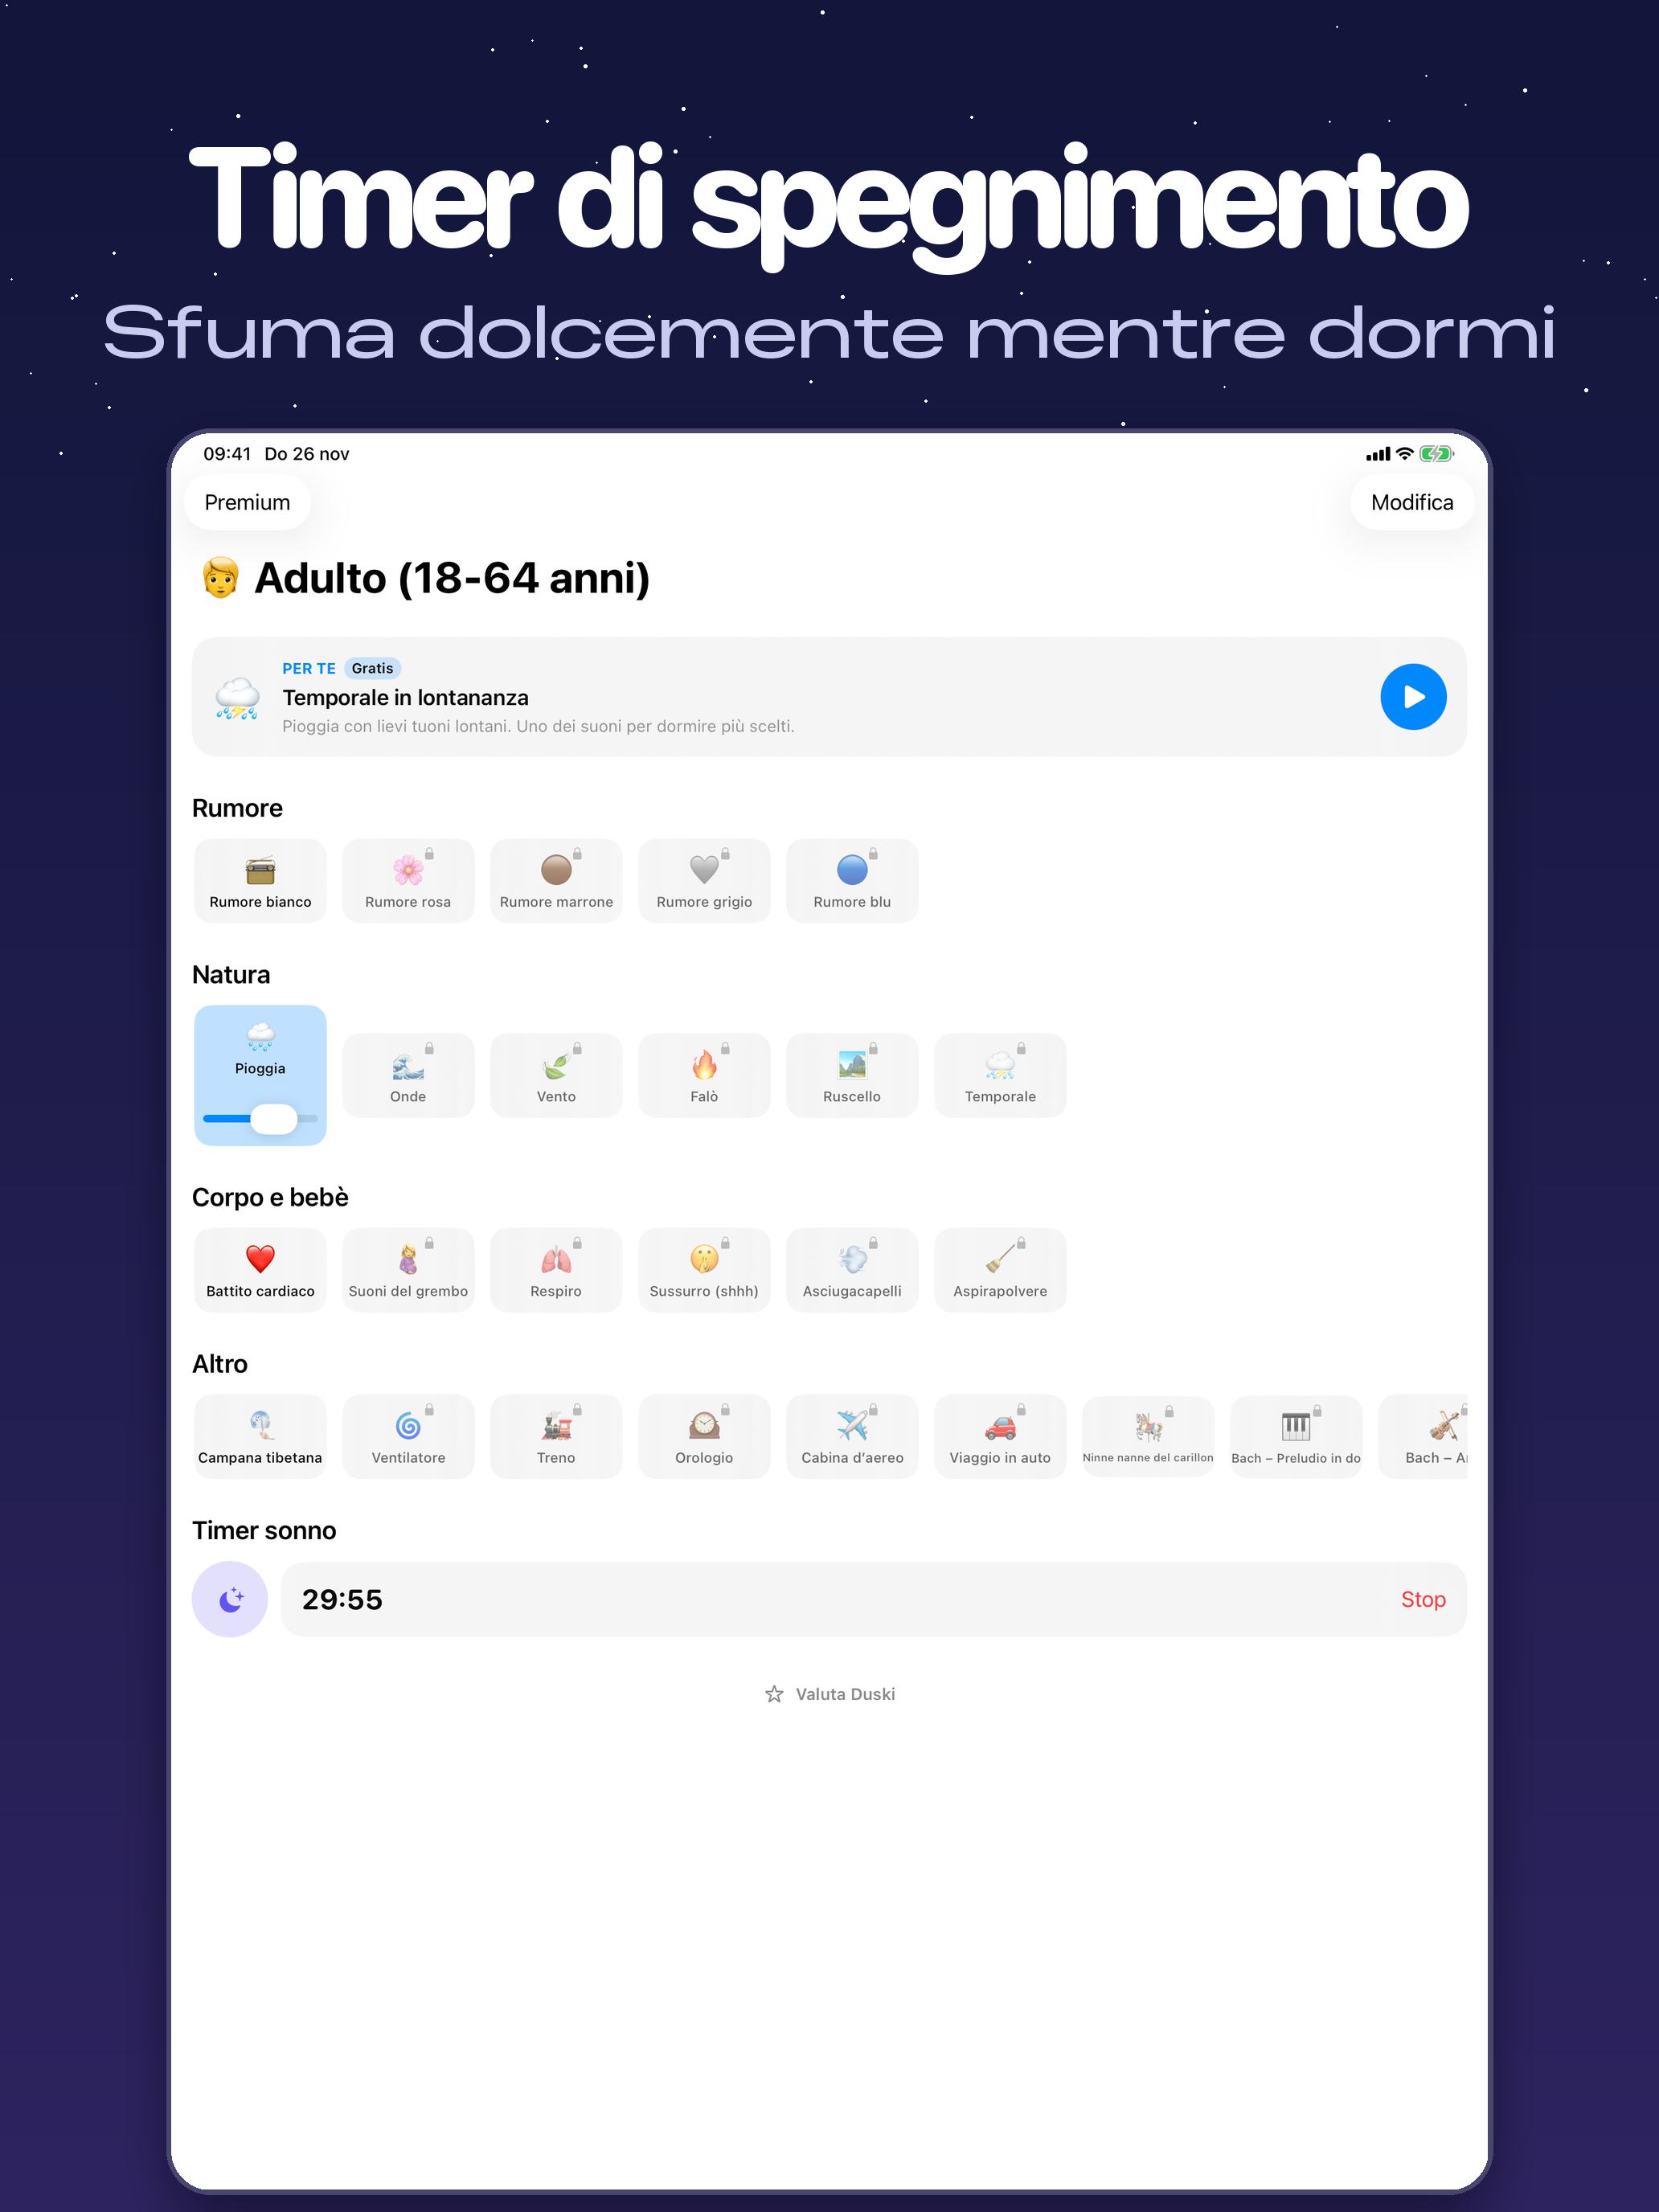 Timer di spegnimento
Sfuma dolcemente mentre dormi
09:41 Do 26 nov
Premium
Modifica
Adulto (18-64 anni)
PER TE Gratis
Temporale in lontananza
Pioggia con lievi tuoni lontani. Uno dei suoni per dormire più scelti.
Rumore
Rumore bianco
Rumore rosa
Rumore marrone
Rumore grigio
Rumore blu
Natura
Pioggia
Onde
Vento
Falò
Ruscello
Temporale
Corpo e bebè
Battito cardiaco
Suoni del grembo
Respiro
Sussurro (shhh)
Asciugacapelli
Aspirapolvere
Altro
Campana tibetana
Ventilatore
Treno
Orologio
Cabina d'aereo
Viaggio in auto
Ninne nanne del carillon
Bach – Preludio in do
Bach –
Timer sonno
29:55
Stop
Valuta Duski